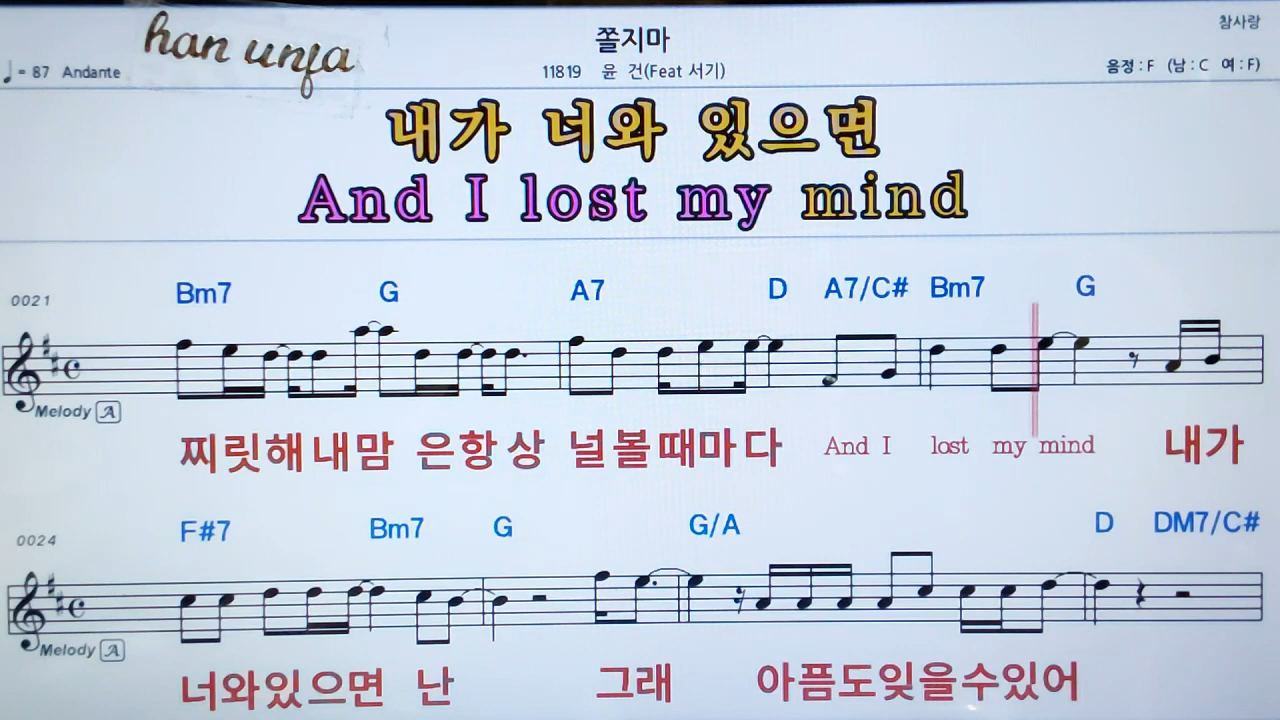 han unja
쫄지마
참사랑
♩= 87 Andante
11819 윤 건(Feat 서기)
음정 : F (남 : C 여 : F)
내가 너와 있으면
And I lost my mind
0021 Bm7 G A7 D A7/C# Bm7 G
Melody A
찌릿해내맘 은항상 널볼때마다 And I lost my mind 내가
0024 F#7 Bm7 G G/A D DM7/C#
Melody A
너와있으면 난 그래 아픔도잊을수있어